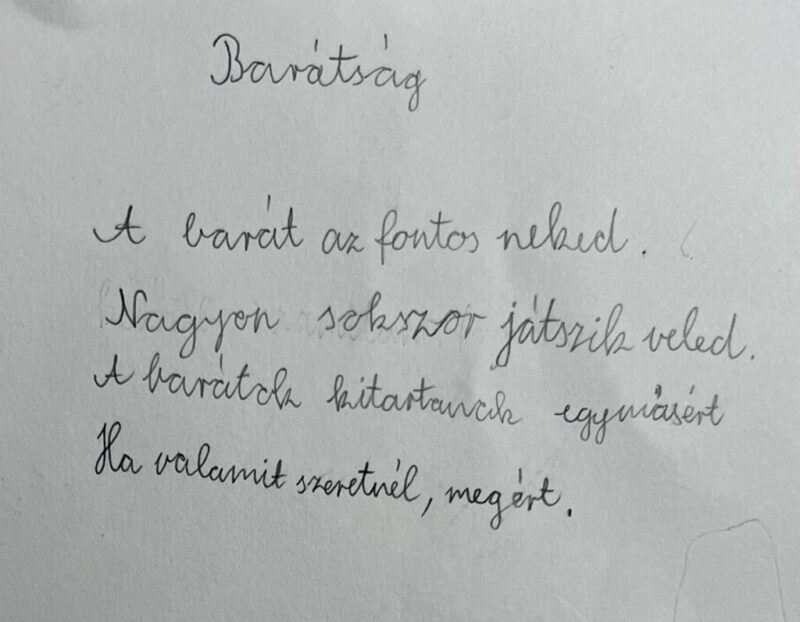 Barátság
A barát az fontos neked.
Nagyon sokszor játszik veled.
A barátok kitartanak egymásért
Ha valamit szeretnél, megért.